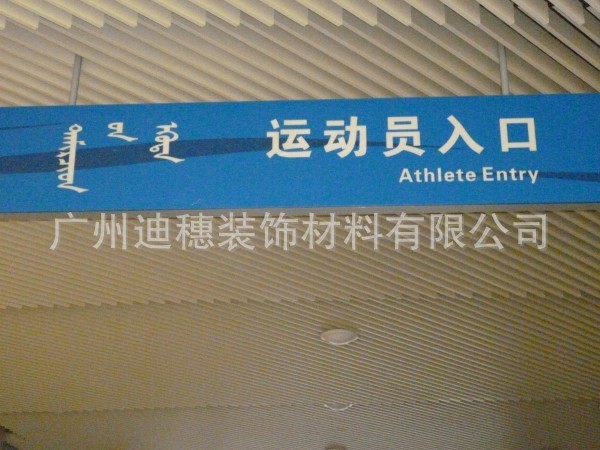 运动员入口
Athlete Entry
广州迪穗装饰材料有限公司